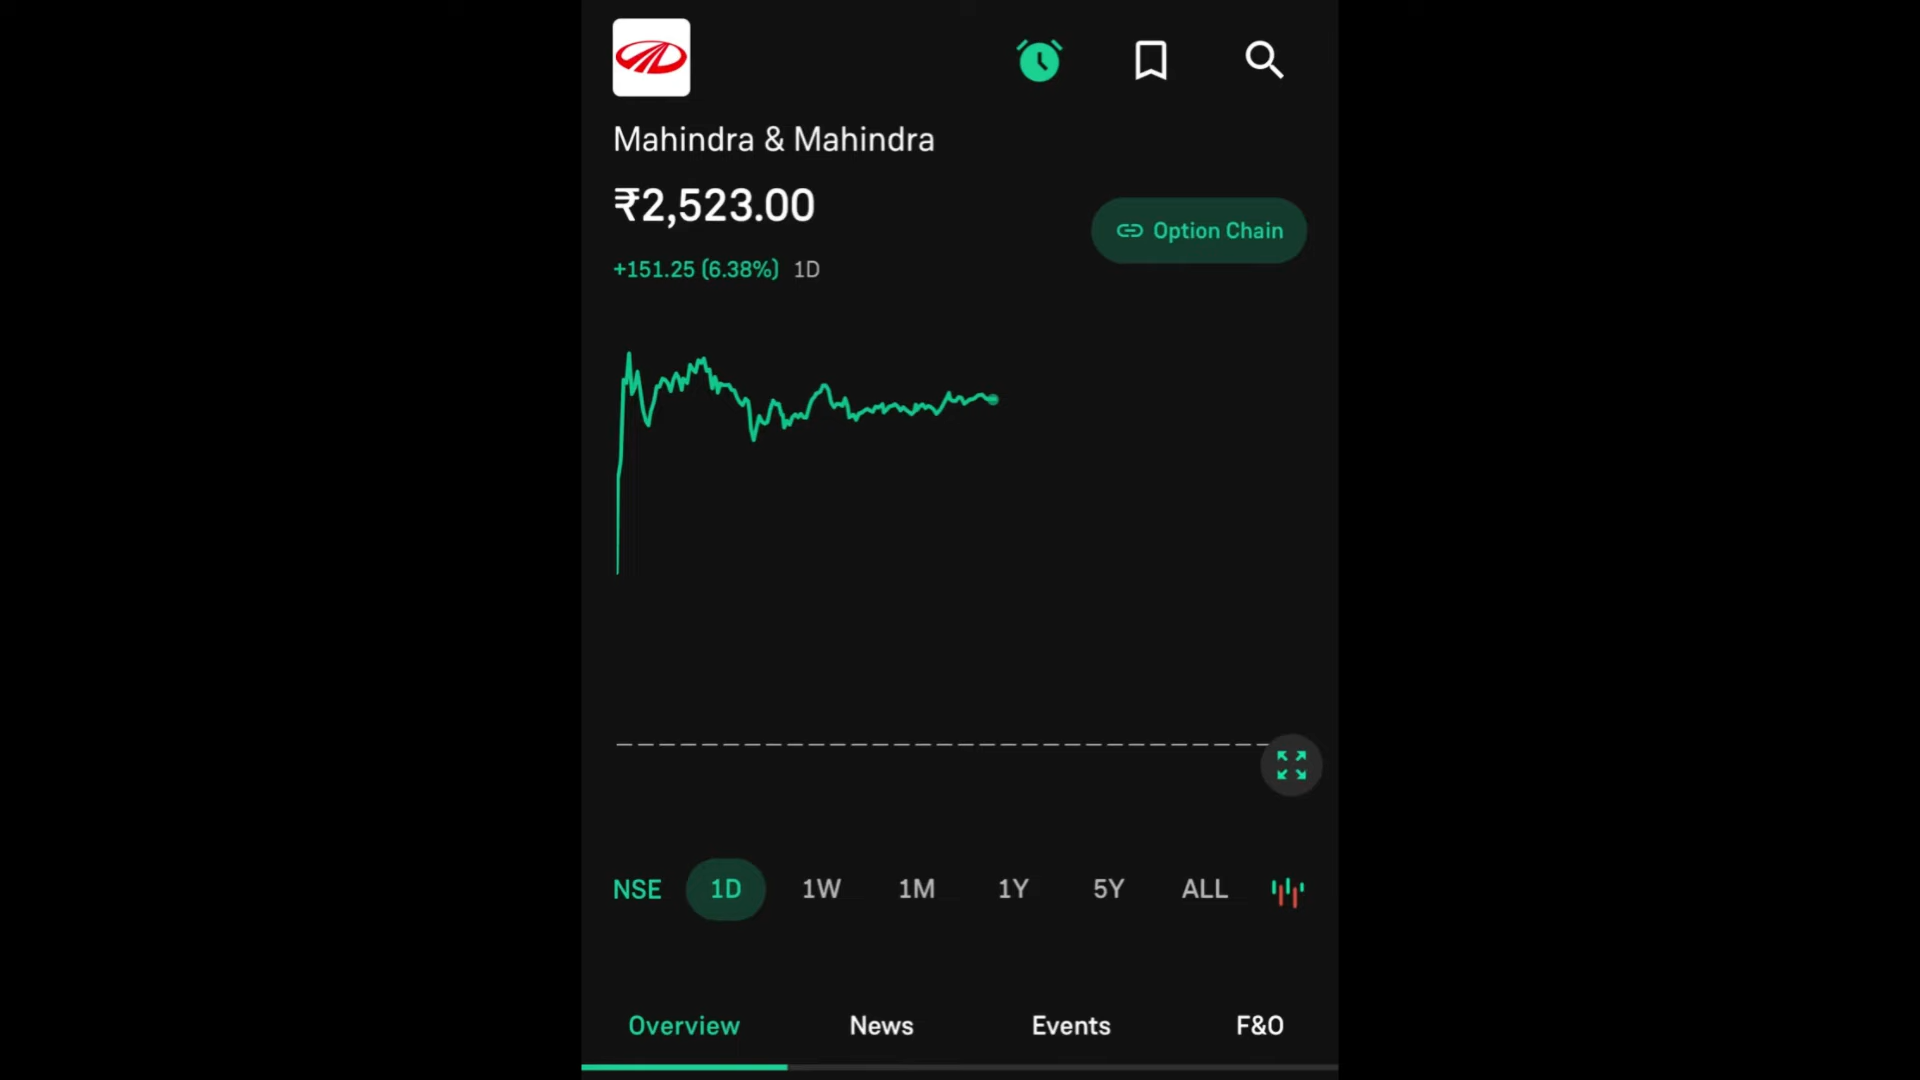 Mahindra & Mahindra
₹2,523.00
Option Chain
+151.25 (6.38%) 1D
NSE 1D 1W 1M 1Y 5Y ALL
Overview News Events F&O